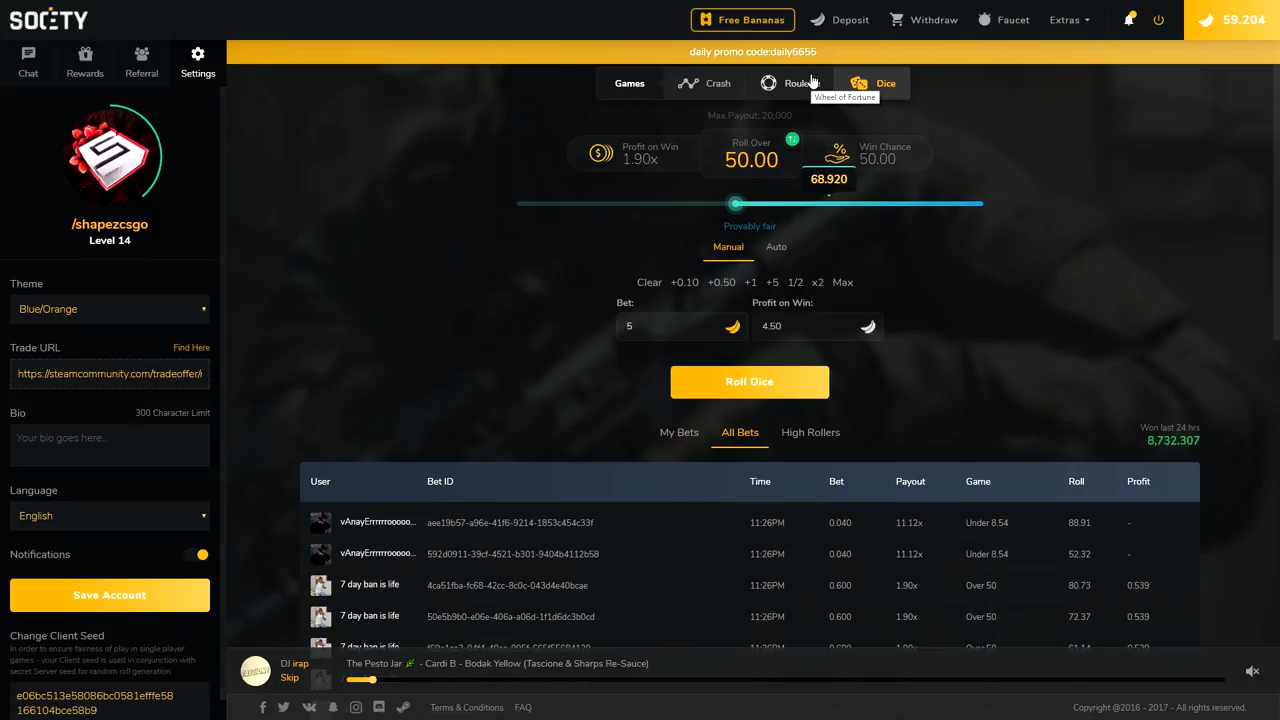 SOCIETY
Free Bananas
Deposit
Withdraw
Faucet
Extras
59.204
daily promo code:daily6655
Chat
Rewards
Referral
Settings
Games
Crash
Dice
Wheel of Fortune
Max Payout: 20,000
Profit on Win
1.90x
Roll Over
50.00
Win Chance
50.00
68.920
Provably fair
Manual
Auto
Clear +0.10 +0.50 +1 +5 1/2 x2 Max
Bet:
Profit on Win:
5
4.50
Roll Dice
My Bets
All Bets
High Rollers
Won last 24 hrs
8,732.307
/shapezcsgo
Level 14
Theme
Blue/Orange
Trade URL
Find Here
https://steamcommunity.com/tradeoffer/
Bio
300 Character Limit
Your bio goes here...
Language
English
Notifications
Save Account
Change Client Seed
In order to ensure fairness of play in single player
games - your Client seed is used in conjunction with
secret Server seed for random roll generation.
e06bc513e58086bc0581efffe58
166104bce58b9
User Bet ID Time Bet Payout Game Roll Profit
vAnayErrrrrrooooo... aee19b57-a96e-41f6-9214-1853c454c33f 11:26PM 0.040 11.12x Under 8.54 88.91 -
vAnayErrrrrrooooo... 592d0911-39cf-4521-b301-9404b4112b58 11:26PM 0.040 11.12x Under 8.54 52.32 -
7 day ban is life 4ca51fba-fc68-42cc-8c0c-043d4e40bcae 11:26PM 0.600 1.90x Over 50 80.73 0.539
7 day ban is life 50e5b9b0-e06e-406a-a06d-1f1d6dc3b0cd 11:26PM 0.600 1.90x Over 50 72.37 0.539
7 day ban is life
DJ irap
Skip
The Pesto Jar 🌿 - Cardi B - Bodak Yellow (Tascione & Sharps Re-Sauce)
Terms & Conditions
FAQ
Copyright @2016 - 2017 - All rights reserved.